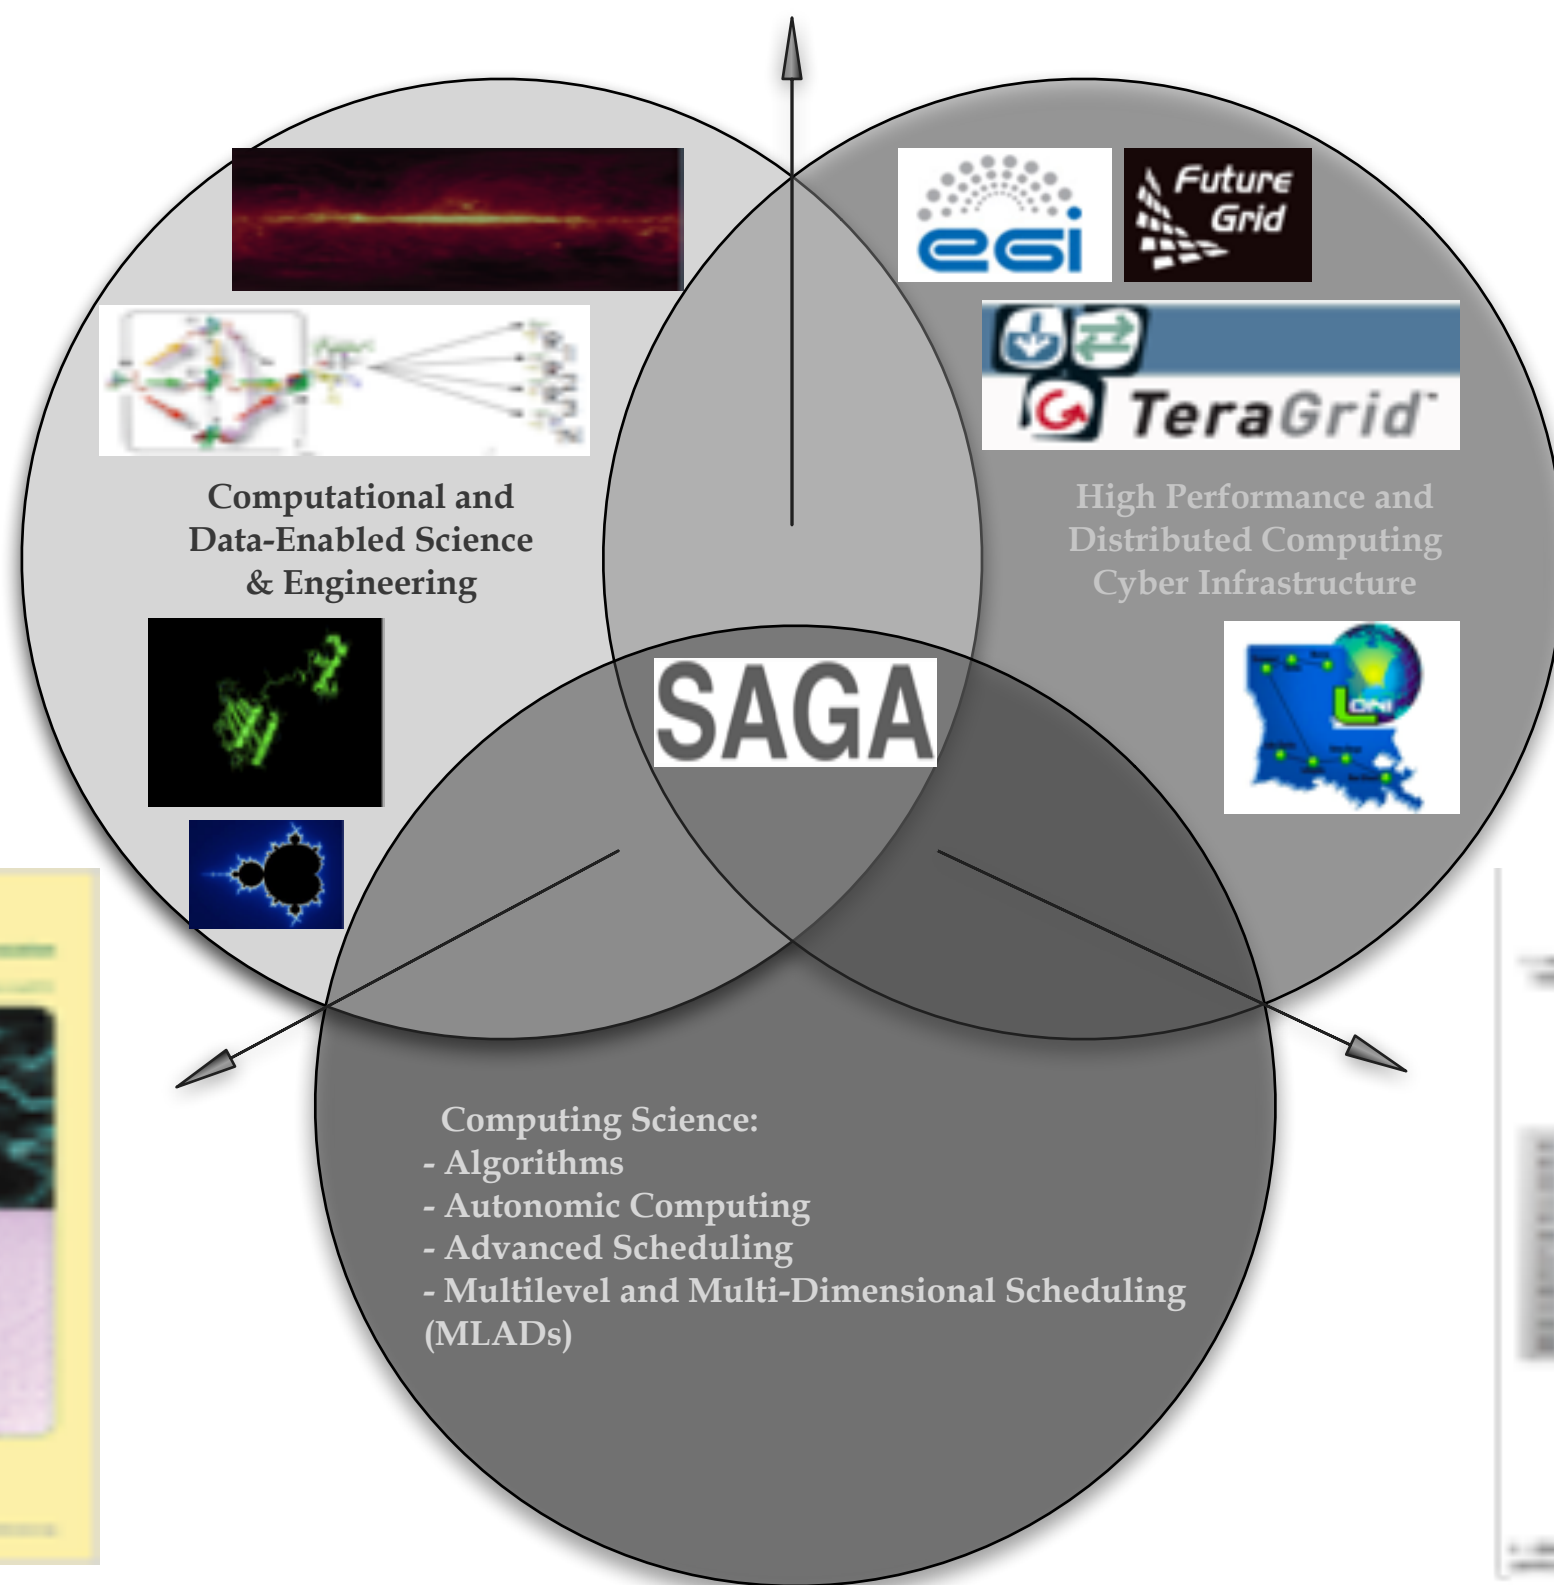 egi
Future
Grid
TeraGrid™
Computational and
Data-Enabled Science
& Engineering
High Performance and
Distributed Computing
Cyber Infrastructure
LONI
SAGA
Computing Science:
- Algorithms
- Autonomic Computing
- Advanced Scheduling
- Multilevel and Multi-Dimensional Scheduling
(MLADs)